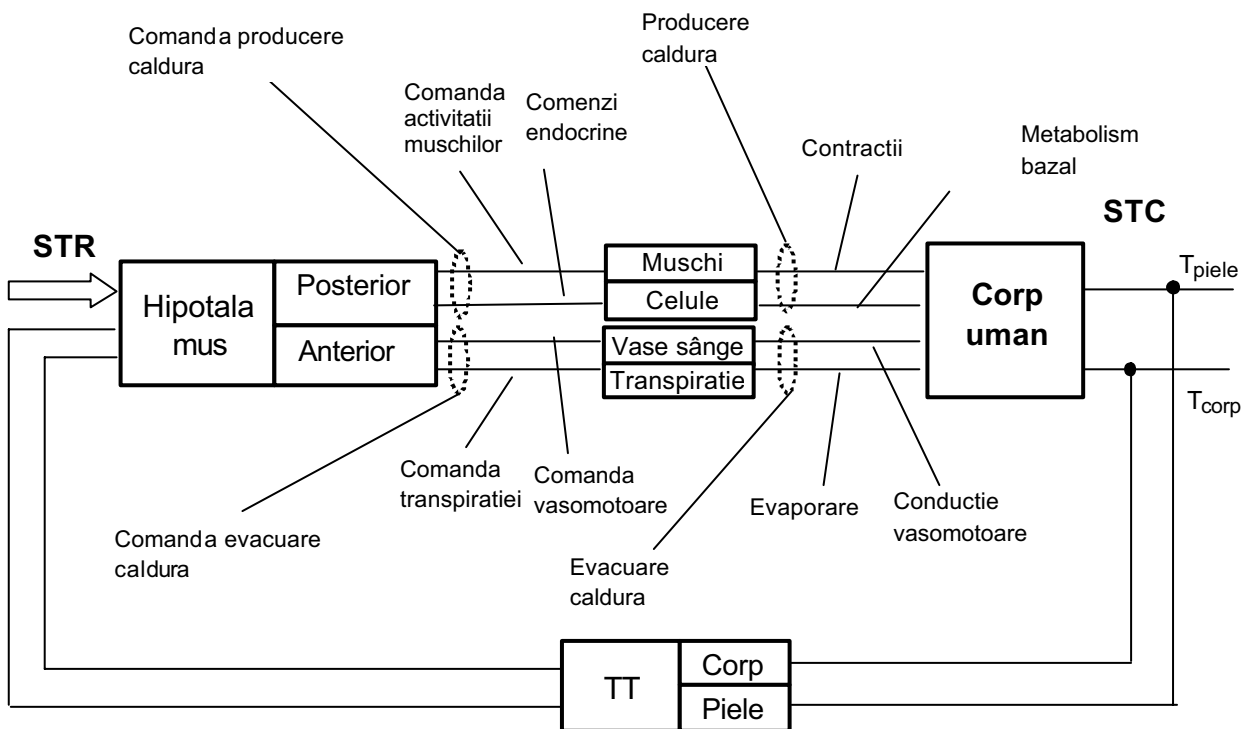 Comanda producere
caldura
Producere
caldura
Comanda
activitatii
muschilor
Comenzi
endocrine
Contractii
Metabolism
bazal
STR
STC
Hipotala
mus
Posterior
Anterior
Muschi
Celule
Vase sânge
Transpiratie
Corp
uman
Tpiele
Tcorp
Comanda
transpiratiei
Comanda
vasomotoare
Evaporare
Conductie
vasomotoare
Comanda evacuare
caldura
Evacuare
caldura
TT
Corp
Piele